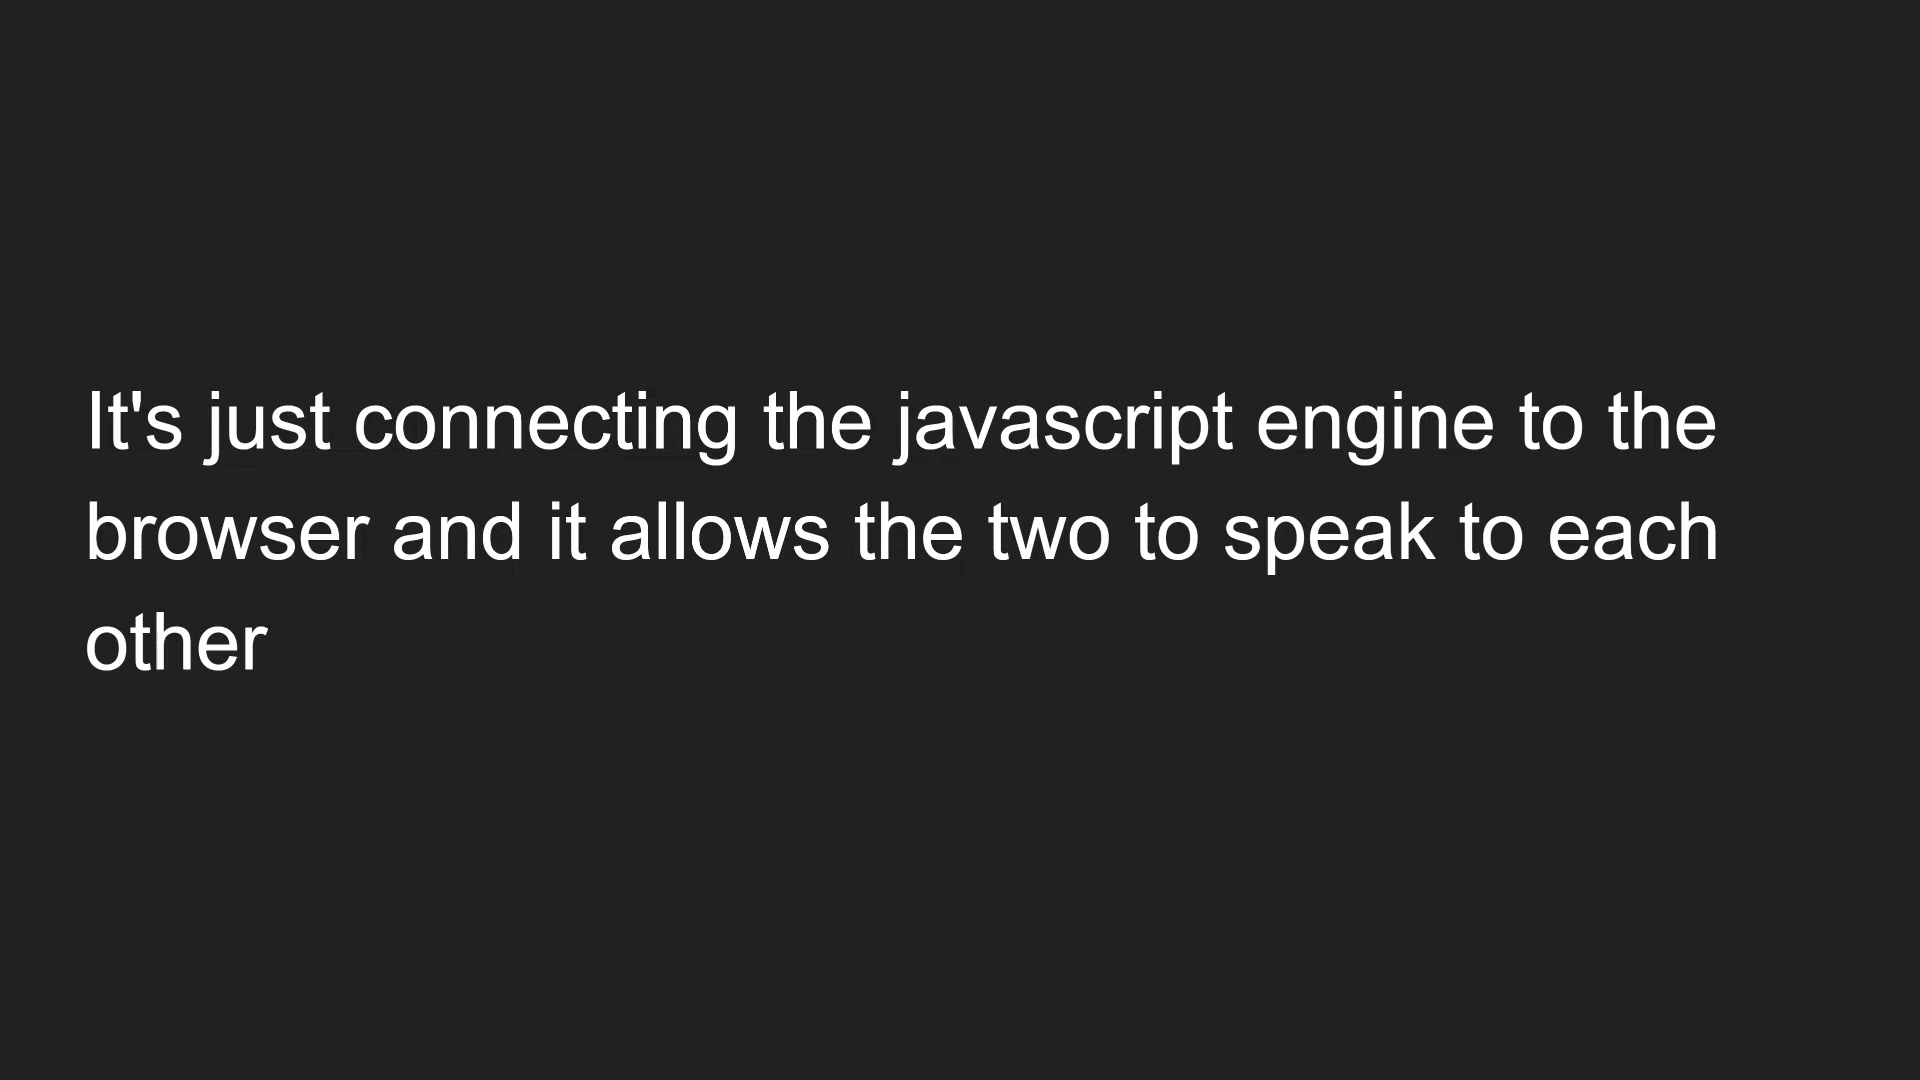 It's just connecting the javascript engine to the
browser and it allows the two to speak to each
other